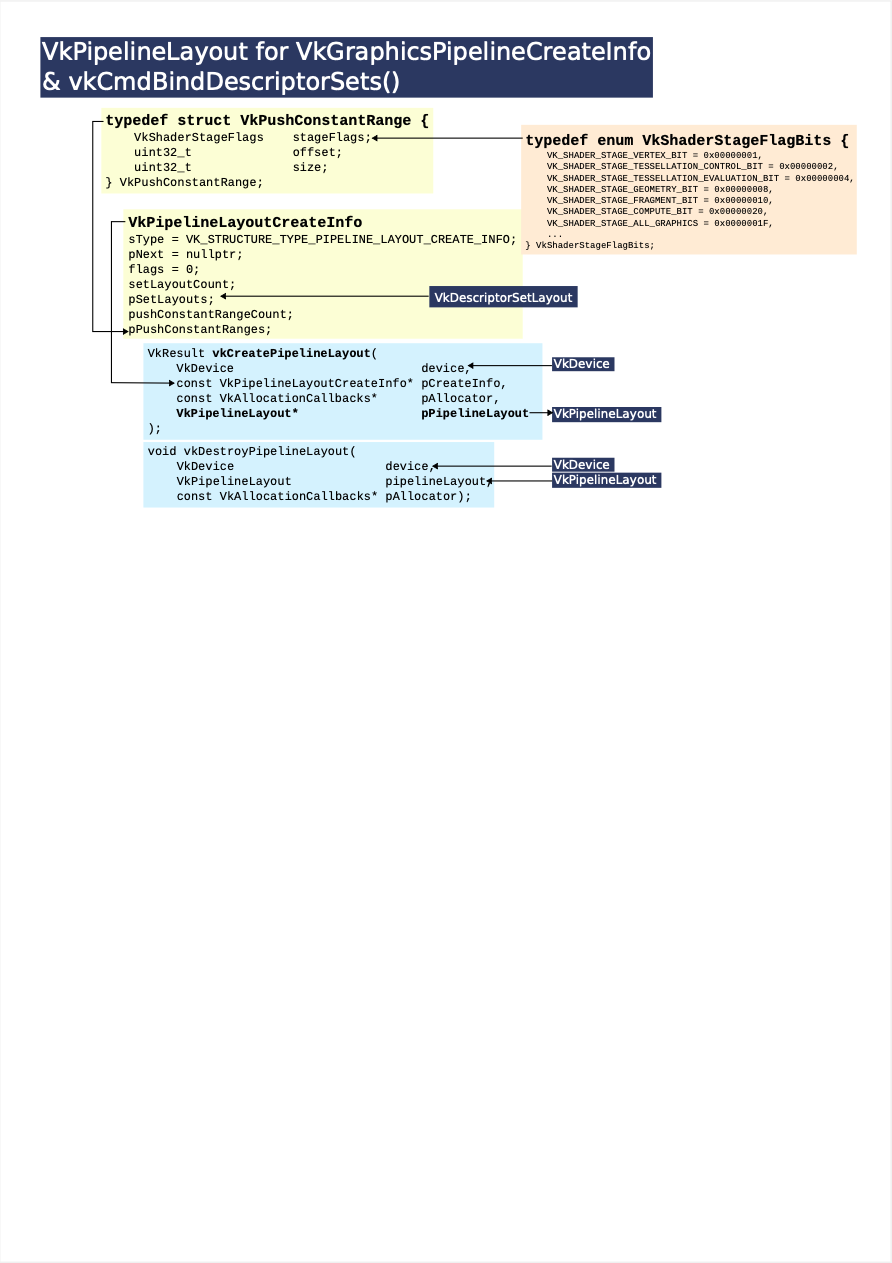 VkPipelineLayout for VkGraphicsPipelineCreateInfo
& vkCmdBindDescriptorSets()
typedef struct VkPushConstantRange {
VkShaderStageFlags stageFlags;
uint32_t offset;
uint32_t size;
} VkPushConstantRange;
typedef enum VkShaderStageFlagBits {
VK_SHADER_STAGE_VERTEX_BIT = 0x00000001,
VK_SHADER_STAGE_TESSELLATION_CONTROL_BIT = 0x00000002,
VK_SHADER_STAGE_TESSELLATION_EVALUATION_BIT = 0x00000004,
VK_SHADER_STAGE_GEOMETRY_BIT = 0x00000008,
VK_SHADER_STAGE_FRAGMENT_BIT = 0x00000010,
VK_SHADER_STAGE_COMPUTE_BIT = 0x00000020,
VK_SHADER_STAGE_ALL_GRAPHICS = 0x0000001F,
...
} VkShaderStageFlagBits;
VkPipelineLayoutCreateInfo
sType = VK_STRUCTURE_TYPE_PIPELINE_LAYOUT_CREATE_INFO;
pNext = nullptr;
flags = 0;
setLayoutCount;
pSetLayouts;
VkDescriptorSetLayout
pushConstantRangeCount;
pPushConstantRanges;
VkResult vkCreatePipelineLayout(
VkDevice device,
VkDevice
const VkPipelineLayoutCreateInfo* pCreateInfo,
const VkAllocationCallbacks* pAllocator,
VkPipelineLayout* pPipelineLayout
VkPipelineLayout
);
void vkDestroyPipelineLayout(
VkDevice device,
VkDevice
VkPipelineLayout pipelineLayout,
VkPipelineLayout
const VkAllocationCallbacks* pAllocator);